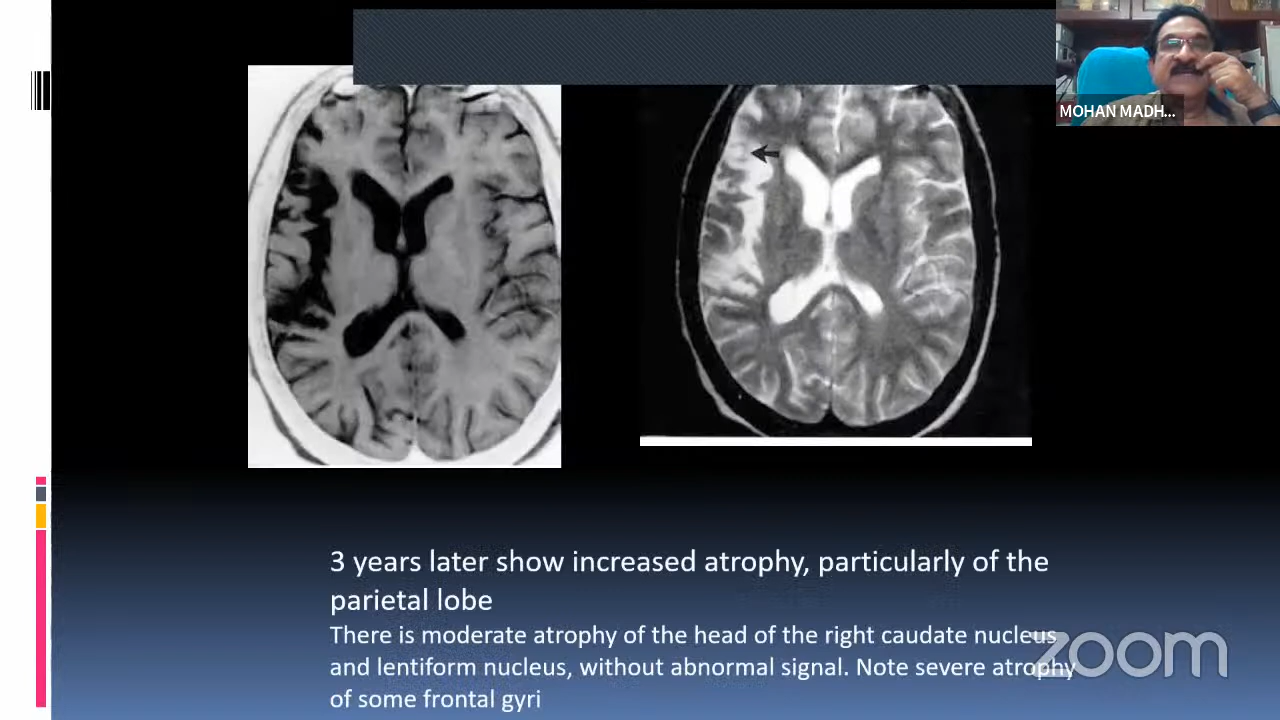 MOHAN MADH...
3 years later show increased atrophy, particularly of the
parietal lobe
There is moderate atrophy of the head of the right caudate nucleus
and lentiform nucleus, without abnormal signal. Note severe atrophy
of some frontal gyri
zoom